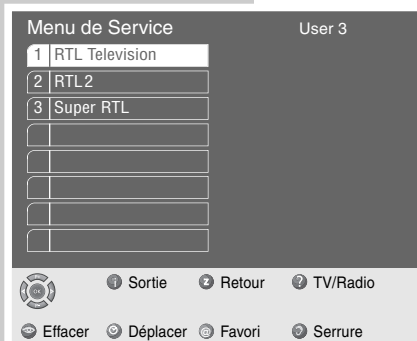 Menu de Service User 3
1 RTL Television
2 RTL2
3 Super RTL
OK Sortie Retour TV/Radio
Effacer Déplacer Favori Serrure